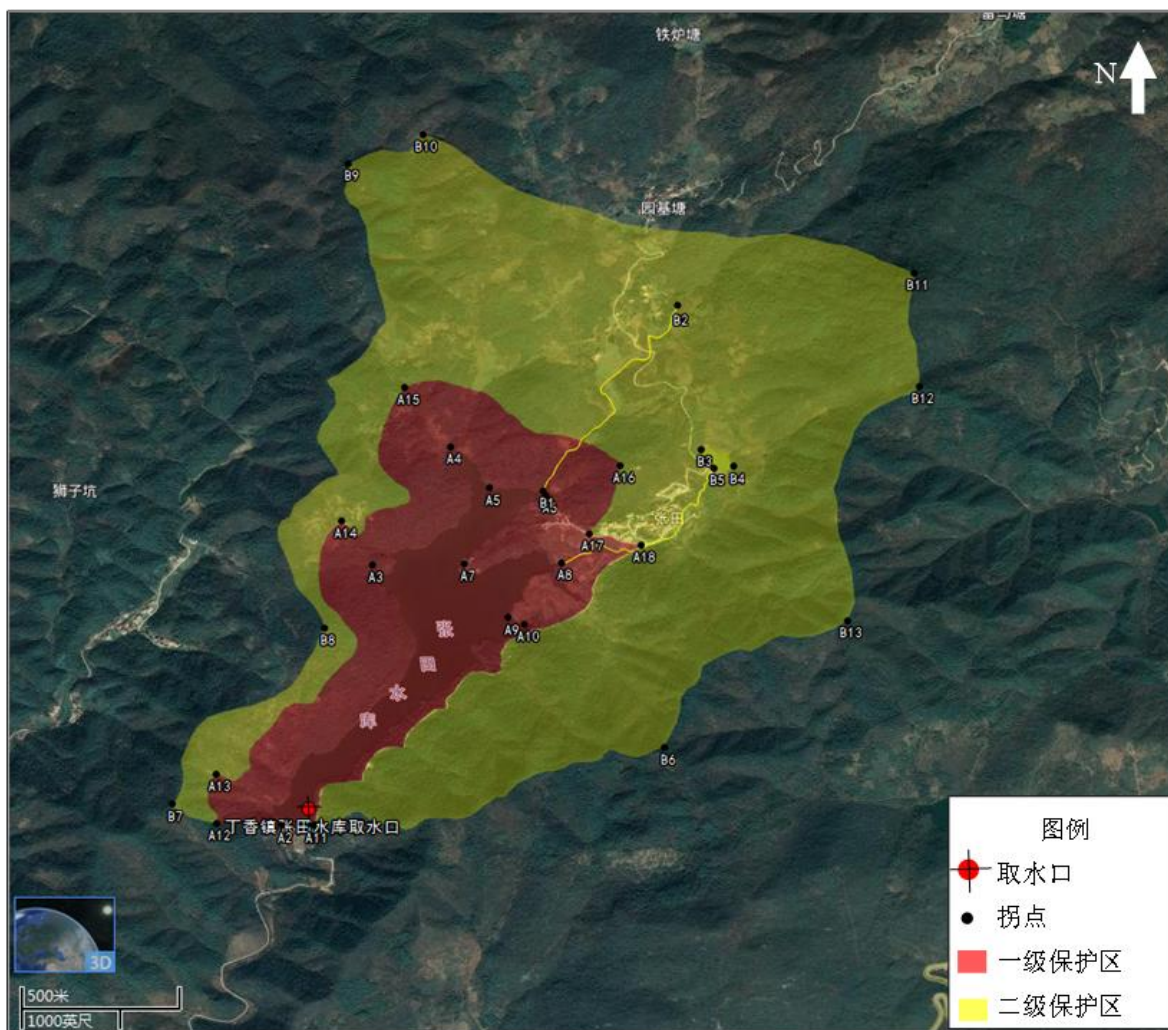 铁炉塘
N
B10
B9
园基塘
B11
B2
B12
A15
A4
B3
A16
B5
B4
A5
狮子坑
B1
张田
A14
A17
A18
A3
A7
A8
A9
A10
张
B8
田
水
库
B13
B6
A13
B7
丁香镇张田水库取水口
A12
A2
A11
图例
取水口
拐点
一级保护区
二级保护区
3D
500米
1000英尺